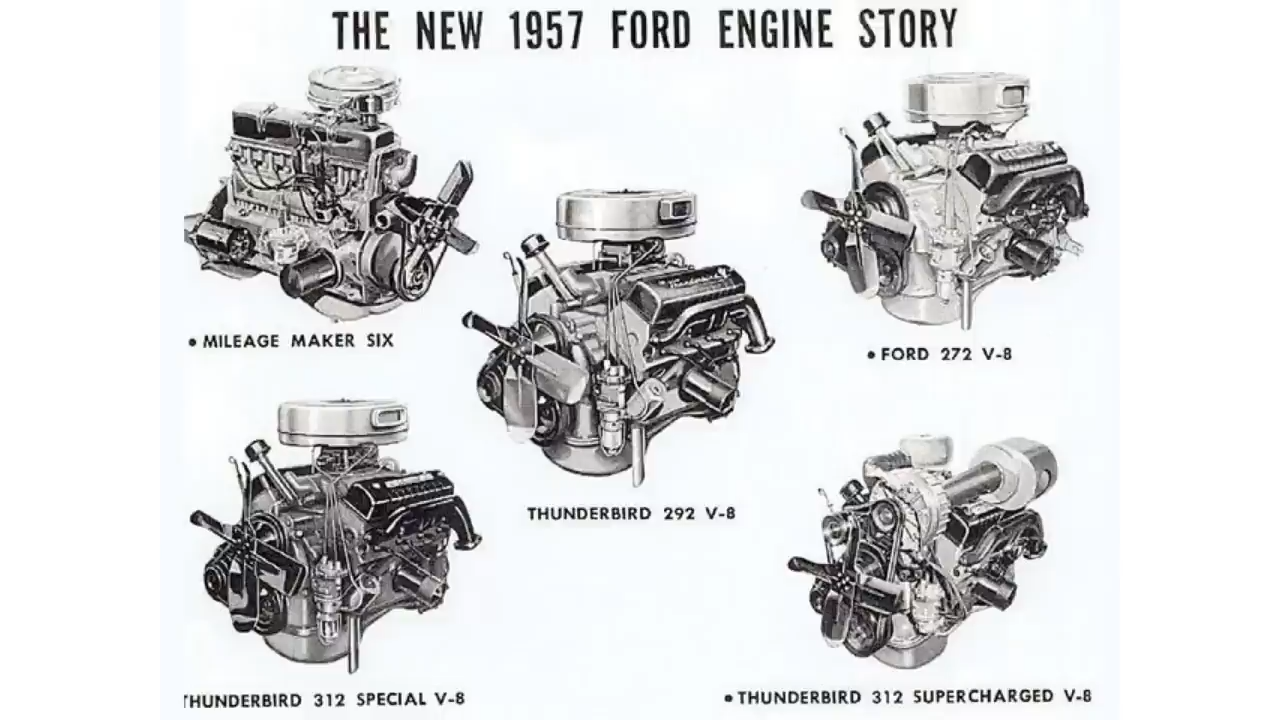 THE NEW 1957 FORD ENGINE STORY
• MILEAGE MAKER SIX
• FORD 272 V-8
Thunderbird
THUNDERBIRD 292 V-8
THUNDERBIRD 312 SPECIAL V-8
• THUNDERBIRD 312 SUPERCHARGED V-8